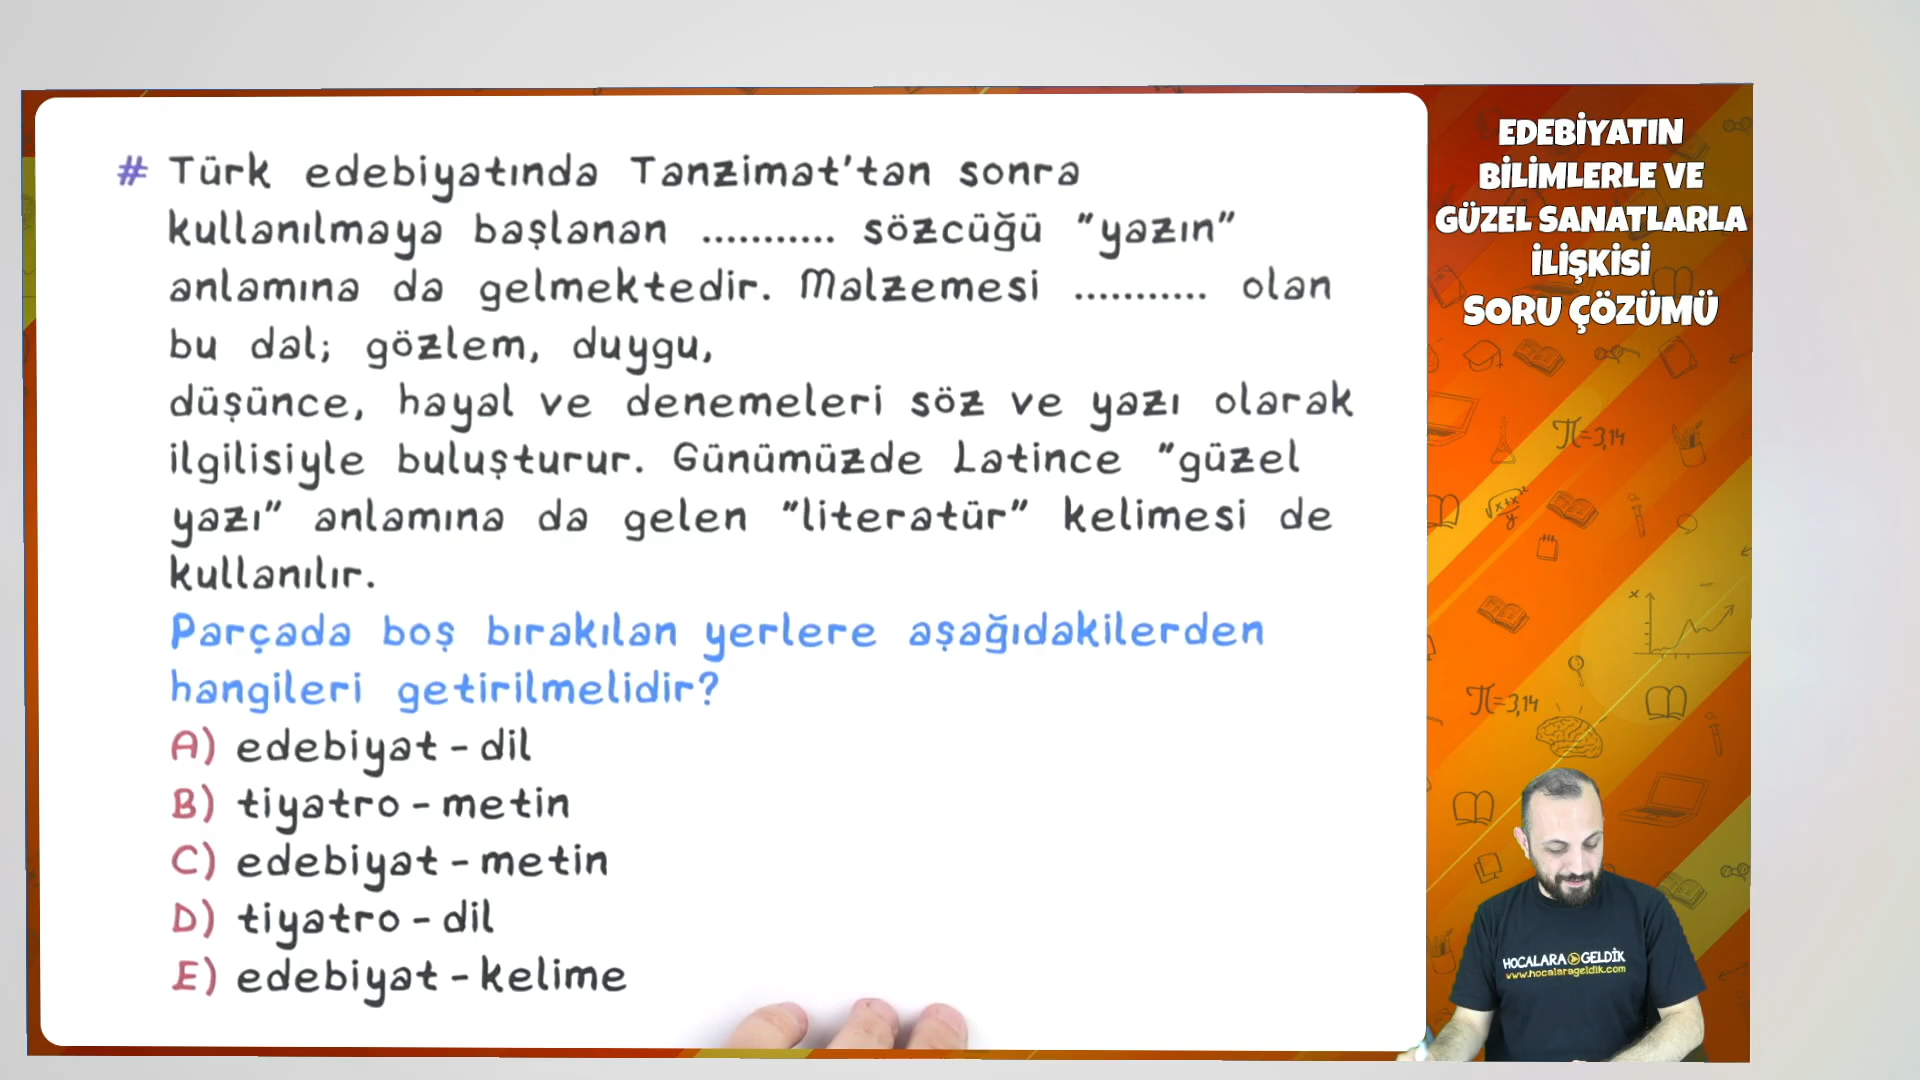 # Türk edebiyatında Tanzimat'tan sonra
kullanılmaya başlanan ........... sözcüğü "yazın"
anlamına da gelmektedir. Malzemesi ........... olan
bu dal; gözlem, duygu,
düşünce, hayal ve denemeleri söz ve yazı olarak
ilgilisiyle buluşturur. Günümüzde Latince "güzel
yazı" anlamına da gelen "literatür" kelimesi de
kullanılır.
Parçada boş bırakılan yerlere aşağıdakilerden
hangileri getirilmelidir?
A) edebiyat - dil
B) tiyatro - metin
C) edebiyat - metin
D) tiyatro - dil
E) edebiyat - kelime
EDEBİYATIN
BİLİMLERLE VE
GÜZEL SANATLARLA
İLİŞKİSİ
SORU ÇÖZÜMÜ
π=3,14
π=3,14
HOCALARA GELDİK
www.hocalarageldik.com